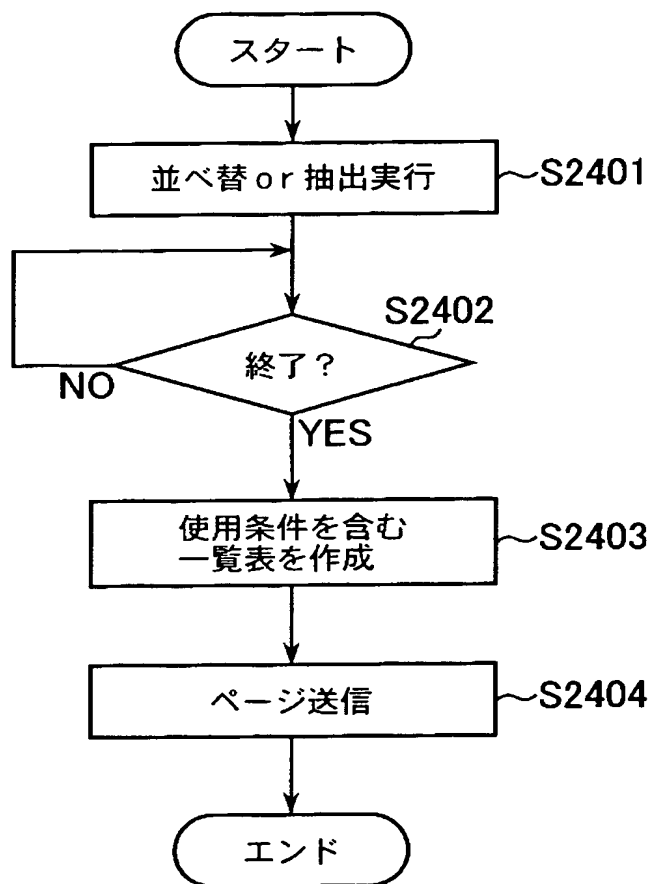 スタート
並べ替or抽出実行
S2401
S2402
終了？
NO
YES
使用条件を含む
一覧表を作成
S2403
ページ送信
S2404
エンド